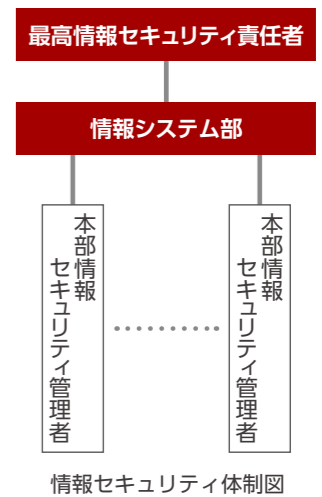 最高情報セキュリティ責任者
情報システム部
本部情報
セキュリティ管理者
本部情報
セキュリティ管理者
情報セキュリティ体制図